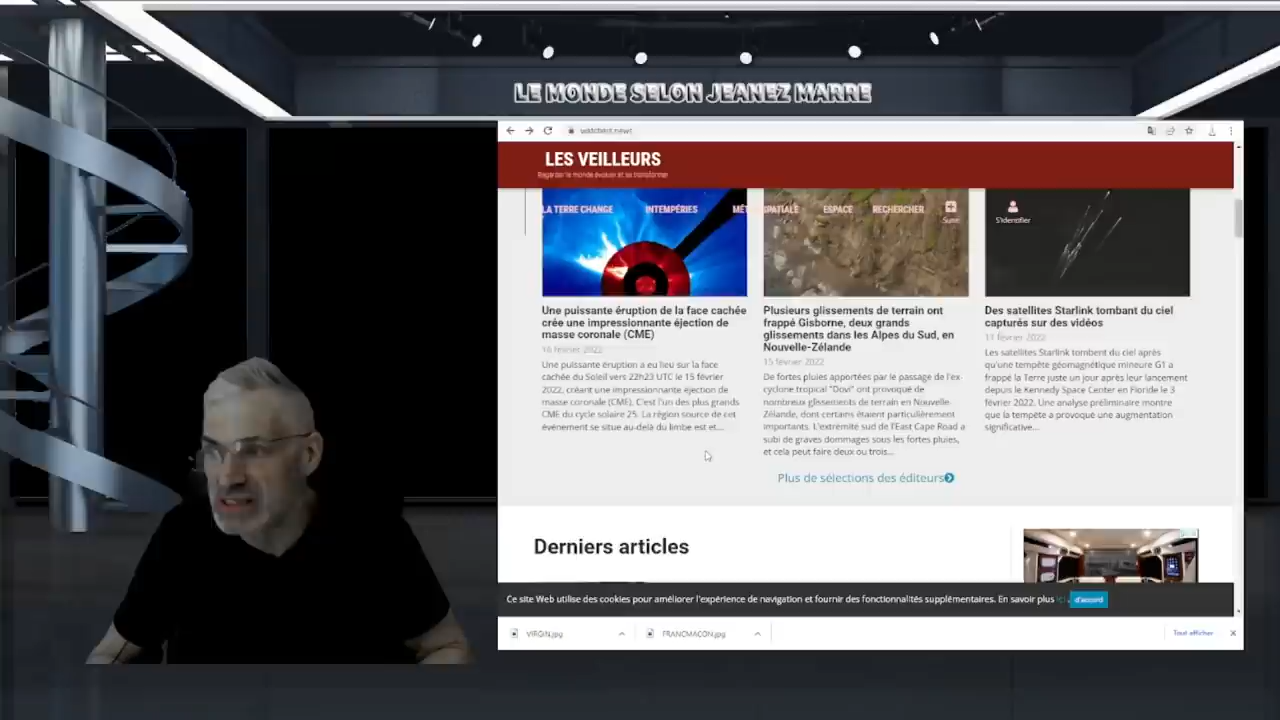 LE MONDE SELON JEANEZ MARRE
watchers.news
LES VEILLEURS
Regarder le monde évoluer et se transformer
LA TERRE CHANGE
INTEMPÉRIES
MÉT
SPATIALE
ESPACE
RECHERCHER
S'identifier
Une puissante éruption de la face cachée
crée une impressionnante éjection de
masse coronale (CME)
16 février 2022
Une puissante éruption a eu lieu sur la face
cachée du Soleil vers 22h23 UTC le 15 février
2022, créant une impressionnante éjection de
masse coronale (CME). C'est l'un des plus grands
CME du cycle solaire 25. La région source de cet
événement se situe au-delà du limbe est et...
Plusieurs glissements de terrain ont
frappé Gisborne, deux grands
glissements dans les Alpes du Sud, en
Nouvelle-Zélande
15 février 2022
De fortes pluies apportées par le passage de l'ex-
cyclone tropical "Dovi" ont provoqué de
nombreux glissements de terrain en Nouvelle-
Zélande, dont certains étaient particulièrement
importants. L'extrémité sud de l'East Cape Road a
subi de graves dommages sous les fortes pluies,
et cela peut faire deux ou trois...
Des satellites Starlink tombant du ciel
capturés sur des vidéos
11 février 2022
Les satellites Starlink tombent du ciel après
qu'une tempête géomagnétique mineure G1 a
frappé la Terre juste un jour après leur lancement
depuis le Kennedy Space Center en Floride le 3
février 2022. Une analyse préliminaire montre
que la tempête a provoqué une augmentation
significative...
Plus de sélections des éditeurs
Derniers articles
Ce site Web utilise des cookies pour améliorer l'expérience de navigation et fournir des fonctionnalités supplémentaires. En savoir plus ici .
d'accord
VIRGIN.jpg
FRANCMACON.jpg
Tout afficher